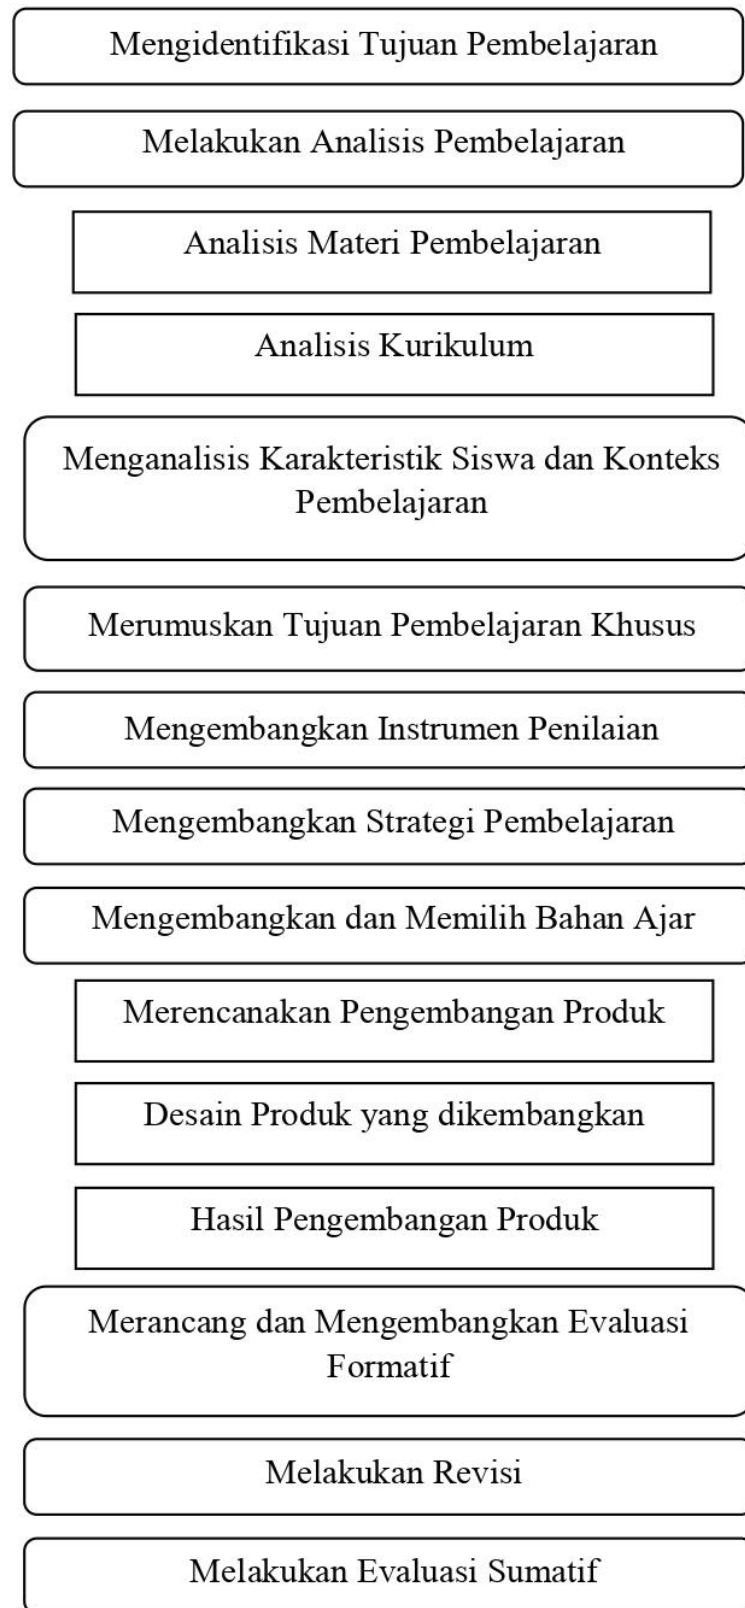 Mengidentifikasi Tujuan Pembelajaran
Melakukan Analisis Pembelajaran
Analisis Materi Pembelajaran
Analisis Kurikulum
Menganalisis Karakteristik Siswa dan Konteks
Pembelajaran
Merumuskan Tujuan Pembelajaran Khusus
Mengembangkan Instrumen Penilaian
Mengembangkan Strategi Pembelajaran
Mengembangkan dan Memilih Bahan Ajar
Merencanakan Pengembangan Produk
Desain Produk yang dikembangkan
Hasil Pengembangan Produk
Merancang dan Mengembangkan Evaluasi
Formatif
Melakukan Revisi
Melakukan Evaluasi Sumatif